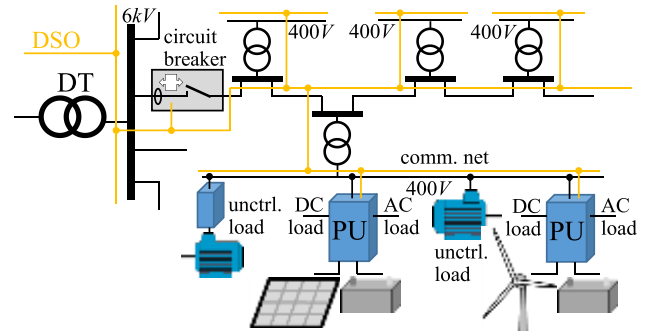 6kV
DSO
circuit
breaker
DT
400V
400V
400V
comm. net
400V
unctrl.
load
DC
load
PU
AC
load
unctrl.
load
DC
load
PU
AC
load